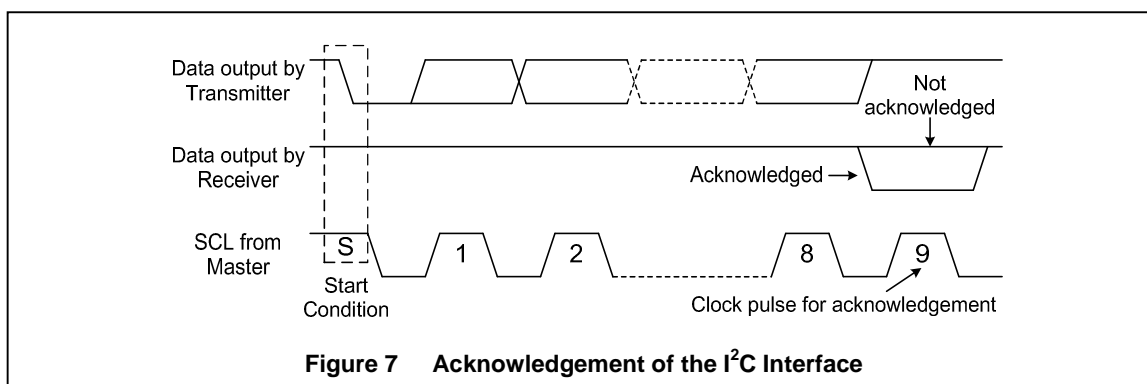 Data output by
Transmitter
Not
acknowledged
Data output by
Receiver
Acknowledged
SCL from
Master
S
1
2
8
9
Start
Condition
Clock pulse for acknowledgement
Figure 7 Acknowledgement of the I²C Interface